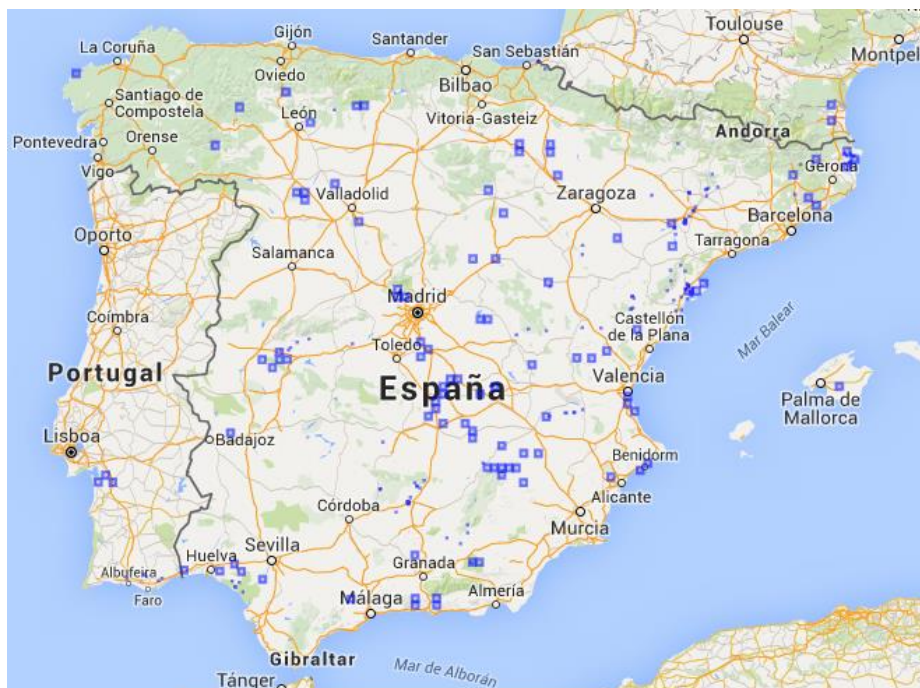 Toulouse
Montpel
Gijón
La Coruña
Santander
San Sebastián
Oviedo
Bilbao
Santiago de
Compostela
León
Vitoria-Gasteiz
Andorra
Pontevedra
Orense
Vigo
Gerona
Valladolid
Zaragoza
Barcelona
Oporto
Tarragona
Salamanca
Madrid
Castellón
de la Plana
Mar Balear
Coímbra
Toledo
Portugal
España
Valencia
Palma de
Mallorca
Lisboa
Badajoz
Benidorm
Alicante
Córdoba
Murcia
Sevilla
Huelva
Granada
Albufeira
Faro
Almería
Málaga
Gibraltar
Mar de Alborán
Tánger